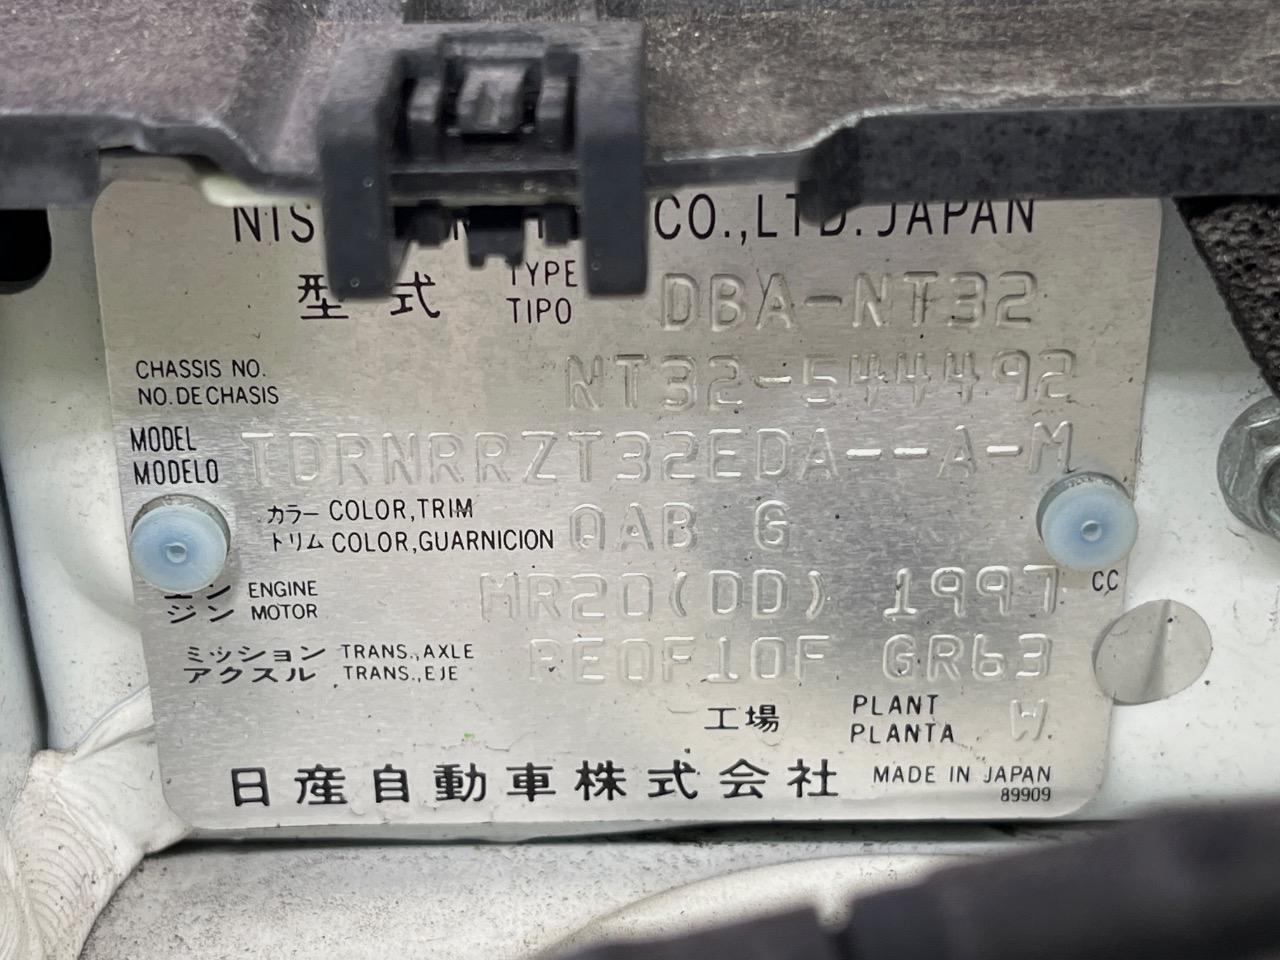 NIS CO.,LTD. JAPAN
型式 TYPE TIPO DBA-NT32
CHASSIS NO. NT32-544492
NO. DE CHASIS
MODEL TDRNRRZT32EDA--A-M
MODELO
カラー COLOR, TRIM QAB G
トリム COLOR, GUARNICION
エン ENGINE MR20(DD) 1997 CC
ジン MOTOR
ミッション TRANS., AXLE RE0F10F GR63
アクスル TRANS., EJE
工場 PLANT W
PLANTA
日産自動車株式会社 MADE IN JAPAN
89909